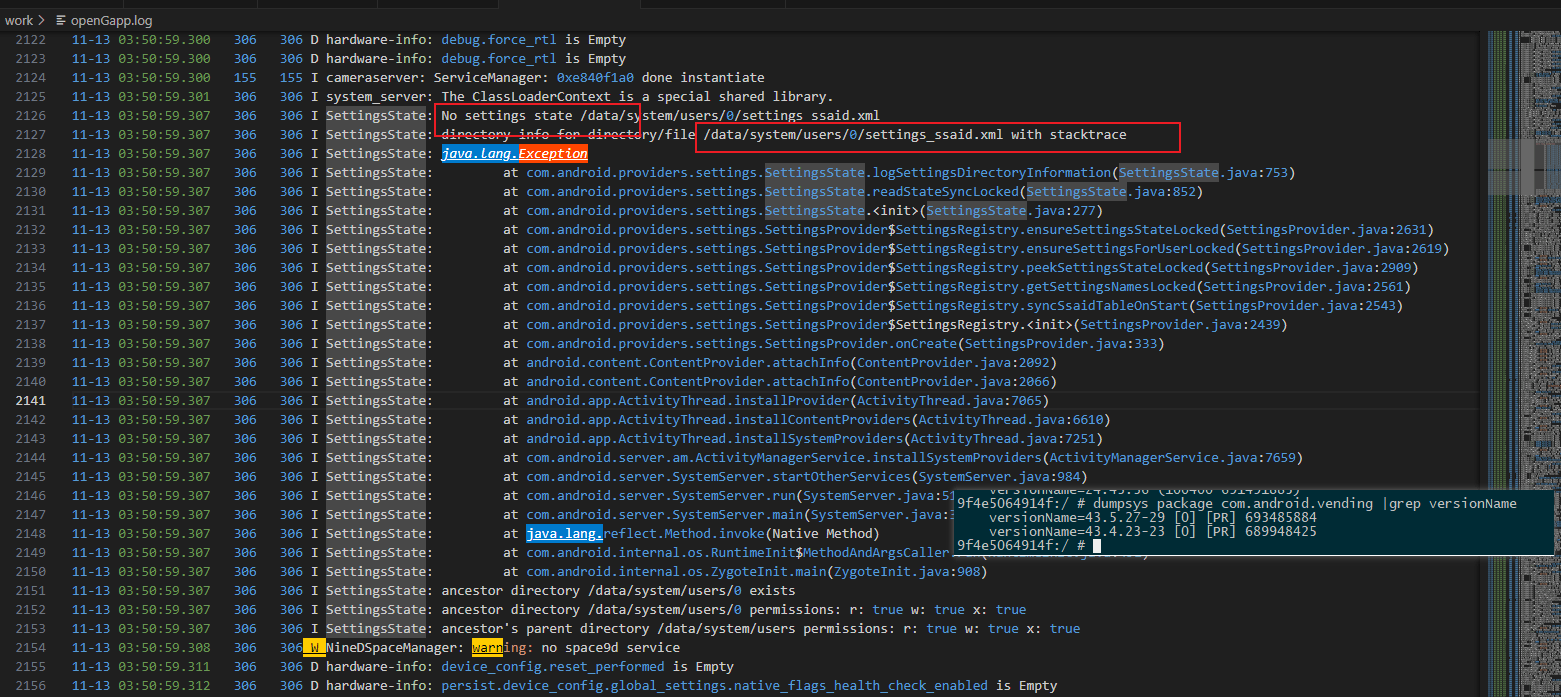 work > openGapp.log
2122 11-13 03:50:59.300 306 306 D hardware-info: debug.force_rtl is Empty
2123 11-13 03:50:59.300 306 306 D hardware-info: debug.force_rtl is Empty
2124 11-13 03:50:59.300 155 155 I cameraserver: ServiceManager: 0xe840f1a0 done instantiate
2125 11-13 03:50:59.301 306 306 I system_server: The ClassLoaderContext is a special shared library.
2126 11-13 03:50:59.307 306 306 I SettingsState: No settings state /data/system/users/0/settings_ssaid.xml
2127 11-13 03:50:59.307 306 306 I SettingsState: directory info for directory/file /data/system/users/0/settings_ssaid.xml with stacktrace
2128 11-13 03:50:59.307 306 306 I SettingsState: java.lang.Exception
2129 11-13 03:50:59.307 306 306 I SettingsState: at com.android.providers.settings.SettingsState.logSettingsDirectoryInformation(SettingsState.java:753)
2130 11-13 03:50:59.307 306 306 I SettingsState: at com.android.providers.settings.SettingsState.readStateSyncLocked(SettingsState.java:852)
2131 11-13 03:50:59.307 306 306 I SettingsState: at com.android.providers.settings.SettingsState.<init>(SettingsState.java:277)
2132 11-13 03:50:59.307 306 306 I SettingsState: at com.android.providers.settings.SettingsProvider$SettingsRegistry.ensureSettingsStateLocked(SettingsProvider.java:2631)
2133 11-13 03:50:59.307 306 306 I SettingsState: at com.android.providers.settings.SettingsProvider$SettingsRegistry.ensureSettingsForUserLocked(SettingsProvider.java:2619)
2134 11-13 03:50:59.307 306 306 I SettingsState: at com.android.providers.settings.SettingsProvider$SettingsRegistry.peekSettingsStateLocked(SettingsProvider.java:2909)
2135 11-13 03:50:59.307 306 306 I SettingsState: at com.android.providers.settings.SettingsProvider$SettingsRegistry.getSettingsNamesLocked(SettingsProvider.java:2561)
2136 11-13 03:50:59.307 306 306 I SettingsState: at com.android.providers.settings.SettingsProvider$SettingsRegistry.syncSsaidTableOnStart(SettingsProvider.java:2543)
2137 11-13 03:50:59.307 306 306 I SettingsState: at com.android.providers.settings.SettingsProvider$SettingsRegistry.<init>(SettingsProvider.java:2439)
2138 11-13 03:50:59.307 306 306 I SettingsState: at com.android.providers.settings.SettingsProvider.onCreate(SettingsProvider.java:333)
2139 11-13 03:50:59.307 306 306 I SettingsState: at android.content.ContentProvider.attachInfo(ContentProvider.java:2092)
2140 11-13 03:50:59.307 306 306 I SettingsState: at android.content.ContentProvider.attachInfo(ContentProvider.java:2066)
2141 11-13 03:50:59.307 306 306 I SettingsState: at android.app.ActivityThread.installProvider(ActivityThread.java:7065)
2142 11-13 03:50:59.307 306 306 I SettingsState: at android.app.ActivityThread.installContentProviders(ActivityThread.java:6610)
2143 11-13 03:50:59.307 306 306 I SettingsState: at android.app.ActivityThread.installSystemProviders(ActivityThread.java:7251)
2144 11-13 03:50:59.307 306 306 I SettingsState: at com.android.server.am.ActivityManagerService.installSystemProviders(ActivityManagerService.java:7659)
2145 11-13 03:50:59.307 306 306 I SettingsState: at com.android.server.SystemServer.startOtherServices(SystemServer.java:984)
2146 11-13 03:50:59.307 306 306 I SettingsState: at com.android.server.SystemServer.run(SystemServer.java:
2147 11-13 03:50:59.307 306 306 I SettingsState: at com.android.server.SystemServer.main(SystemServer.java:
2148 11-13 03:50:59.307 306 306 I SettingsState: at java.lang.reflect.Method.invoke(Native Method)
2149 11-13 03:50:59.307 306 306 I SettingsState: at com.android.internal.os.RuntimeInit$MethodAndArgsCaller
2150 11-13 03:50:59.307 306 306 I SettingsState: at com.android.internal.os.ZygoteInit.main(ZygoteInit.java:908)
2151 11-13 03:50:59.307 306 306 I SettingsState: ancestor directory /data/system/users/0 exists
2152 11-13 03:50:59.307 306 306 I SettingsState: ancestor directory /data/system/users/0 permissions: r: true w: true x: true
2153 11-13 03:50:59.307 306 306 I SettingsState: ancestor's parent directory /data/system/users permissions: r: true w: true x: true
2154 11-13 03:50:59.308 306 306 W NineDSpaceManager: warning: no space9d service
2155 11-13 03:50:59.311 306 306 D hardware-info: device_config.reset_performed is Empty
2156 11-13 03:50:59.312 306 306 D hardware-info: persist.device_config.global_settings.native_flags_health_check_enabled is Empty
9f4e5064914f:/ # dumpsys package com.android.vending |grep versionName
versionName=43.5.27-29 [0] [PR] 693485884
versionName=43.4.23-23 [0] [PR] 689948425
9f4e5064914f:/ #